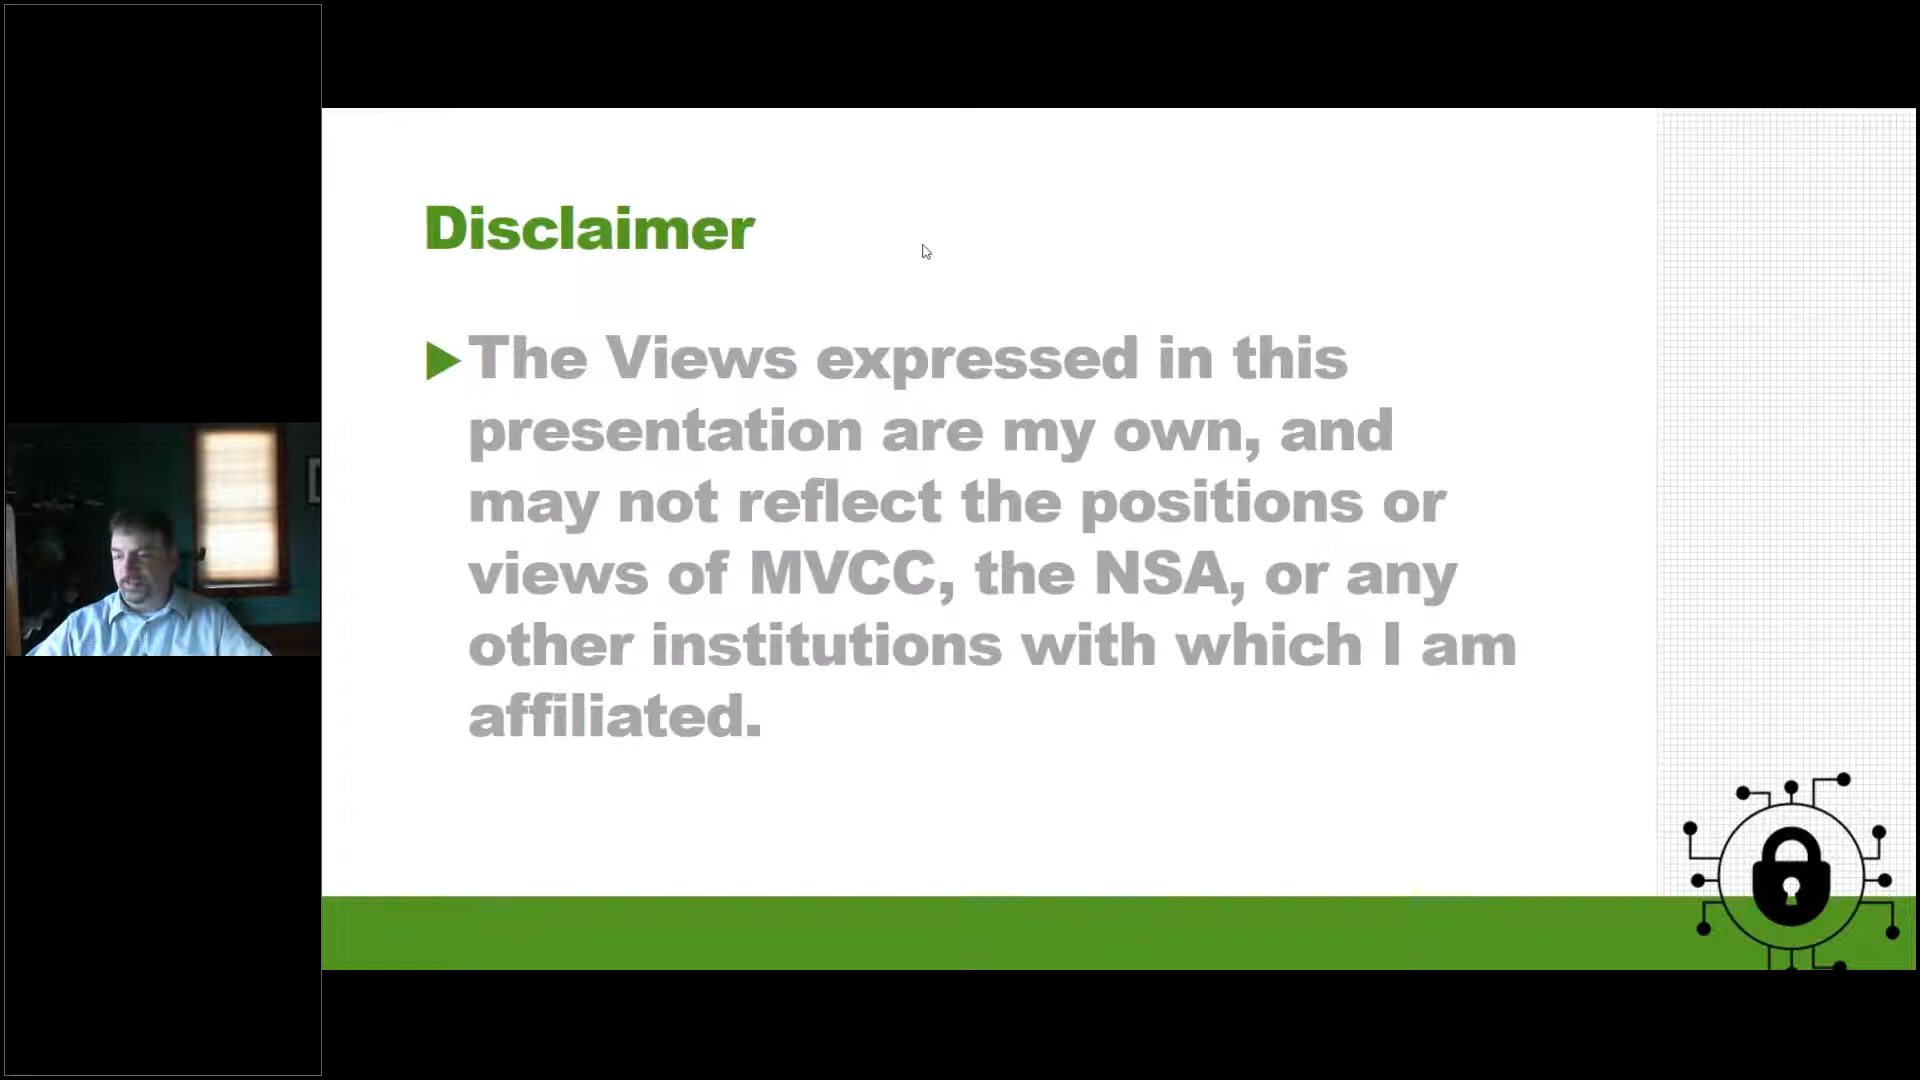 Disclaimer
The Views expressed in this
presentation are my own, and
may not reflect the positions or
views of MVCC, the NSA, or any
other institutions with which I am
affiliated.